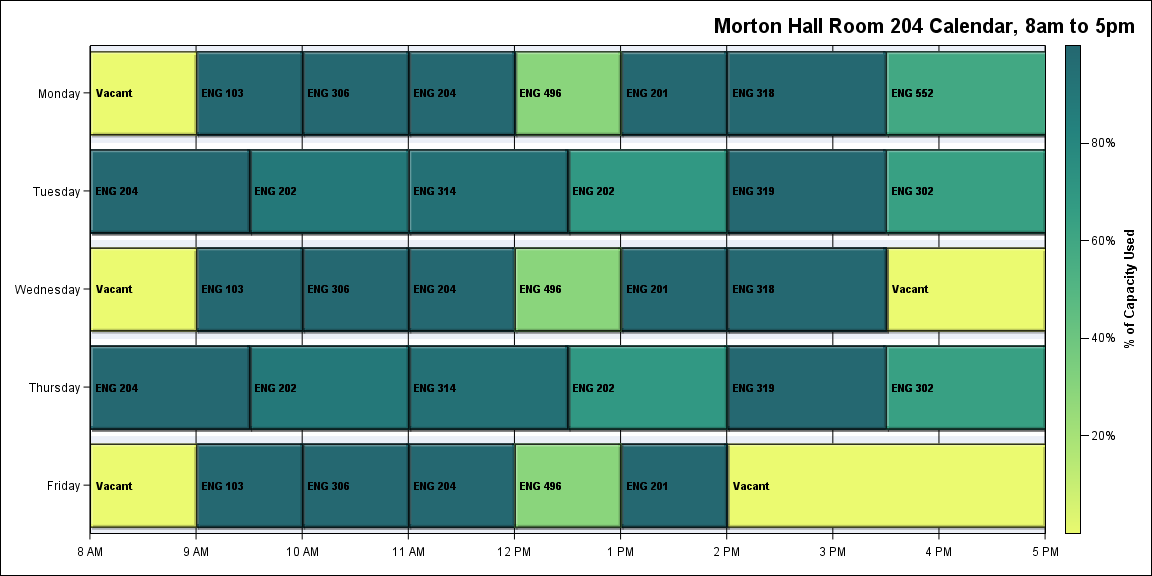 Morton Hall Room 204 Calendar, 8am to 5pm
Monday
Vacant
ENG 103
ENG 306
ENG 204
ENG 496
ENG 201
ENG 318
ENG 552
Tuesday
ENG 204
ENG 202
ENG 314
ENG 202
ENG 319
ENG 302
Wednesday
Vacant
ENG 103
ENG 306
ENG 204
ENG 496
ENG 201
ENG 318
Vacant
Thursday
ENG 204
ENG 202
ENG 314
ENG 202
ENG 319
ENG 302
Friday
Vacant
ENG 103
ENG 306
ENG 204
ENG 496
ENG 201
Vacant
8 AM
9 AM
10 AM
11 AM
12 PM
1 PM
2 PM
3 PM
4 PM
5 PM
80%
60%
40%
20%
% of Capacity Used